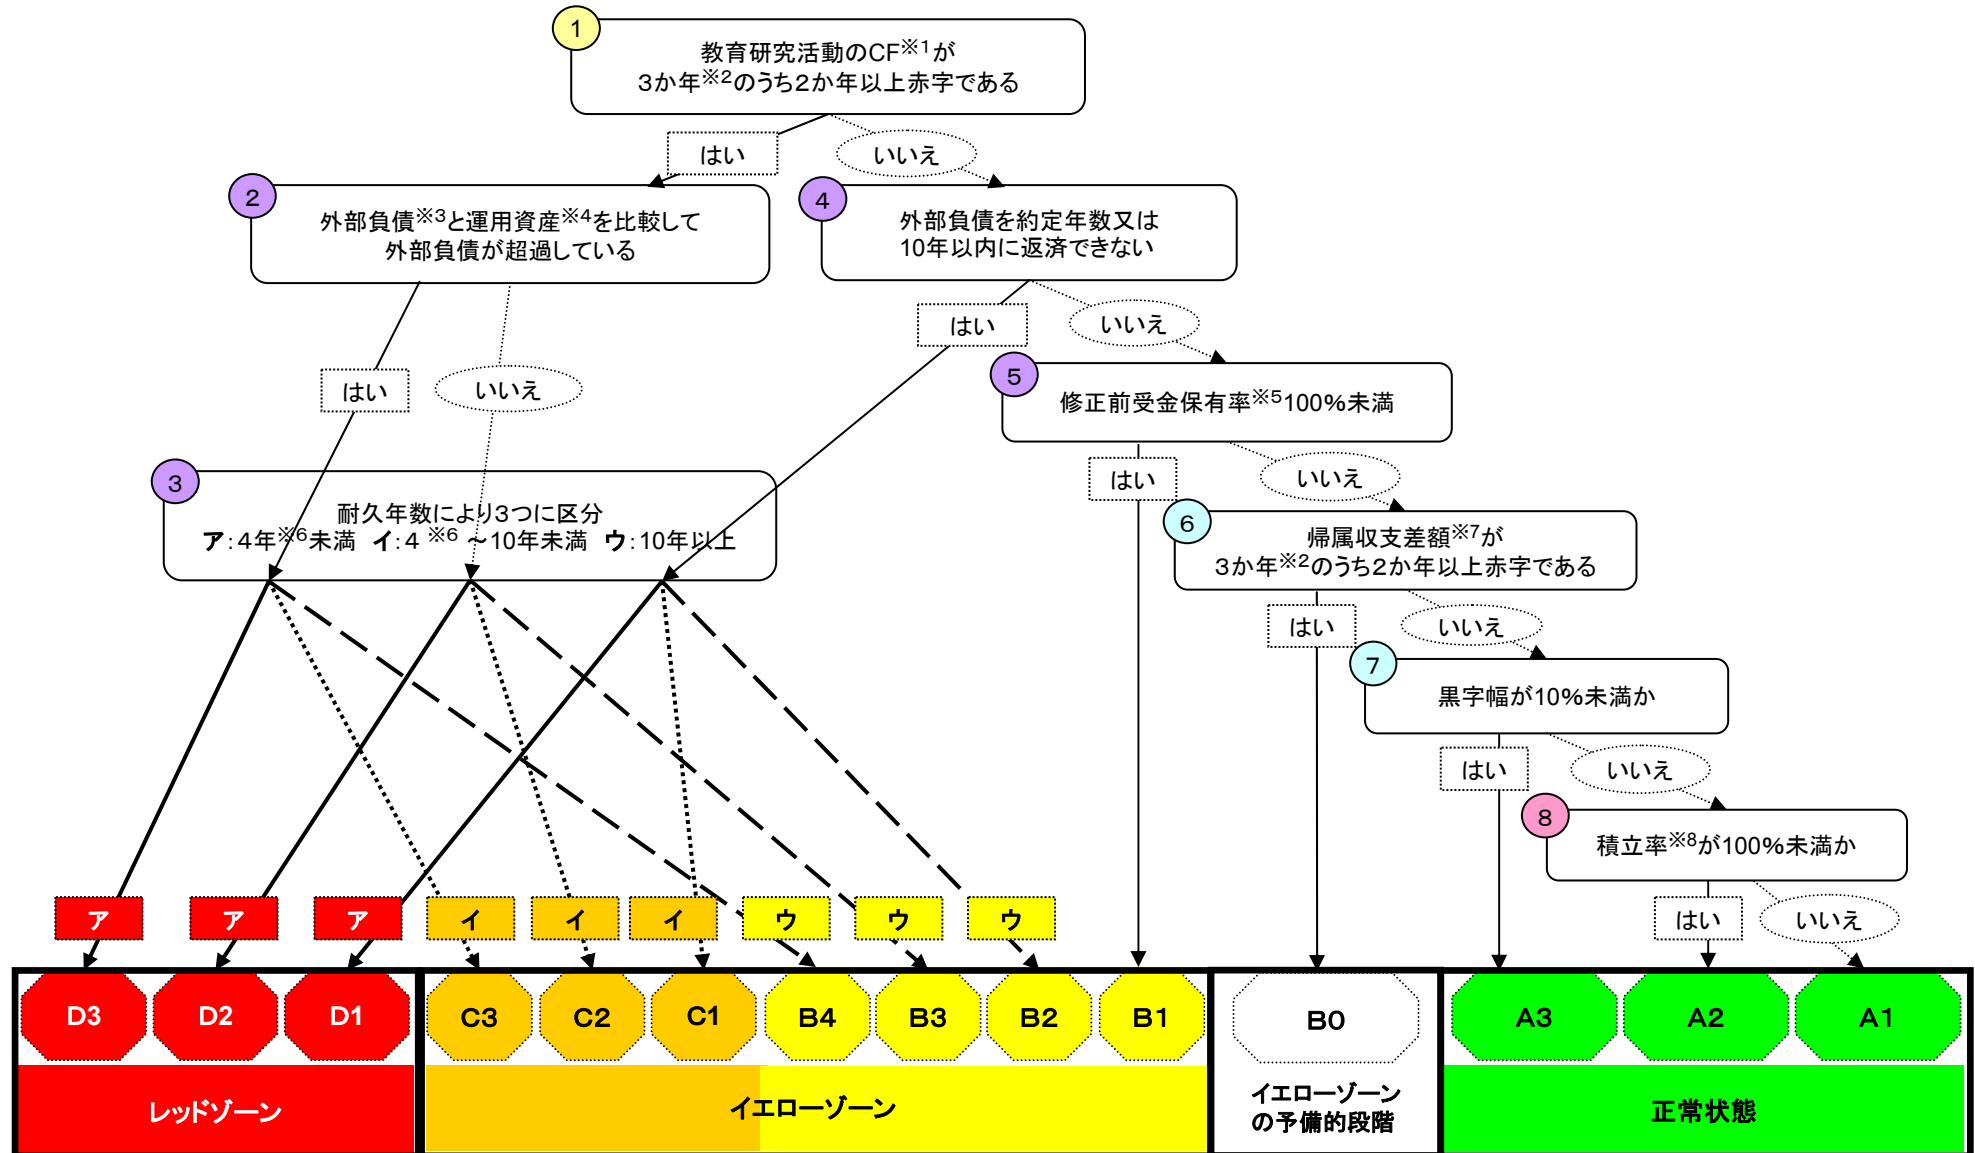 1
教育研究活動のCF※1が
3か年※2のうち2か年以上赤字である
はい
いいえ
2
外部負債※3と運用資産※4を比較して
外部負債が超過している
4
外部負債を約定年数又は
10年以内に返済できない
はい
いいえ
はい
いいえ
5
修正前受金保有率※5100%未満
3
耐久年数により3つに区分
ア:4年※6未満 イ:4 ※6 ～10年未満 ウ:10年以上
はい
いいえ
6
帰属収支差額※7が
3か年※2のうち2か年以上赤字である
はい
いいえ
7
黒字幅が10%未満か
はい
いいえ
8
積立率※8が100%未満か
はい
いいえ
ア
ア
ア
イ
イ
イ
ウ
ウ
ウ
D3
D2
D1
C3
C2
C1
B4
B3
B2
B1
B0
A3
A2
A1
レッドゾーン
イエローゾーン
イエローゾーン
の予備的段階
正常状態